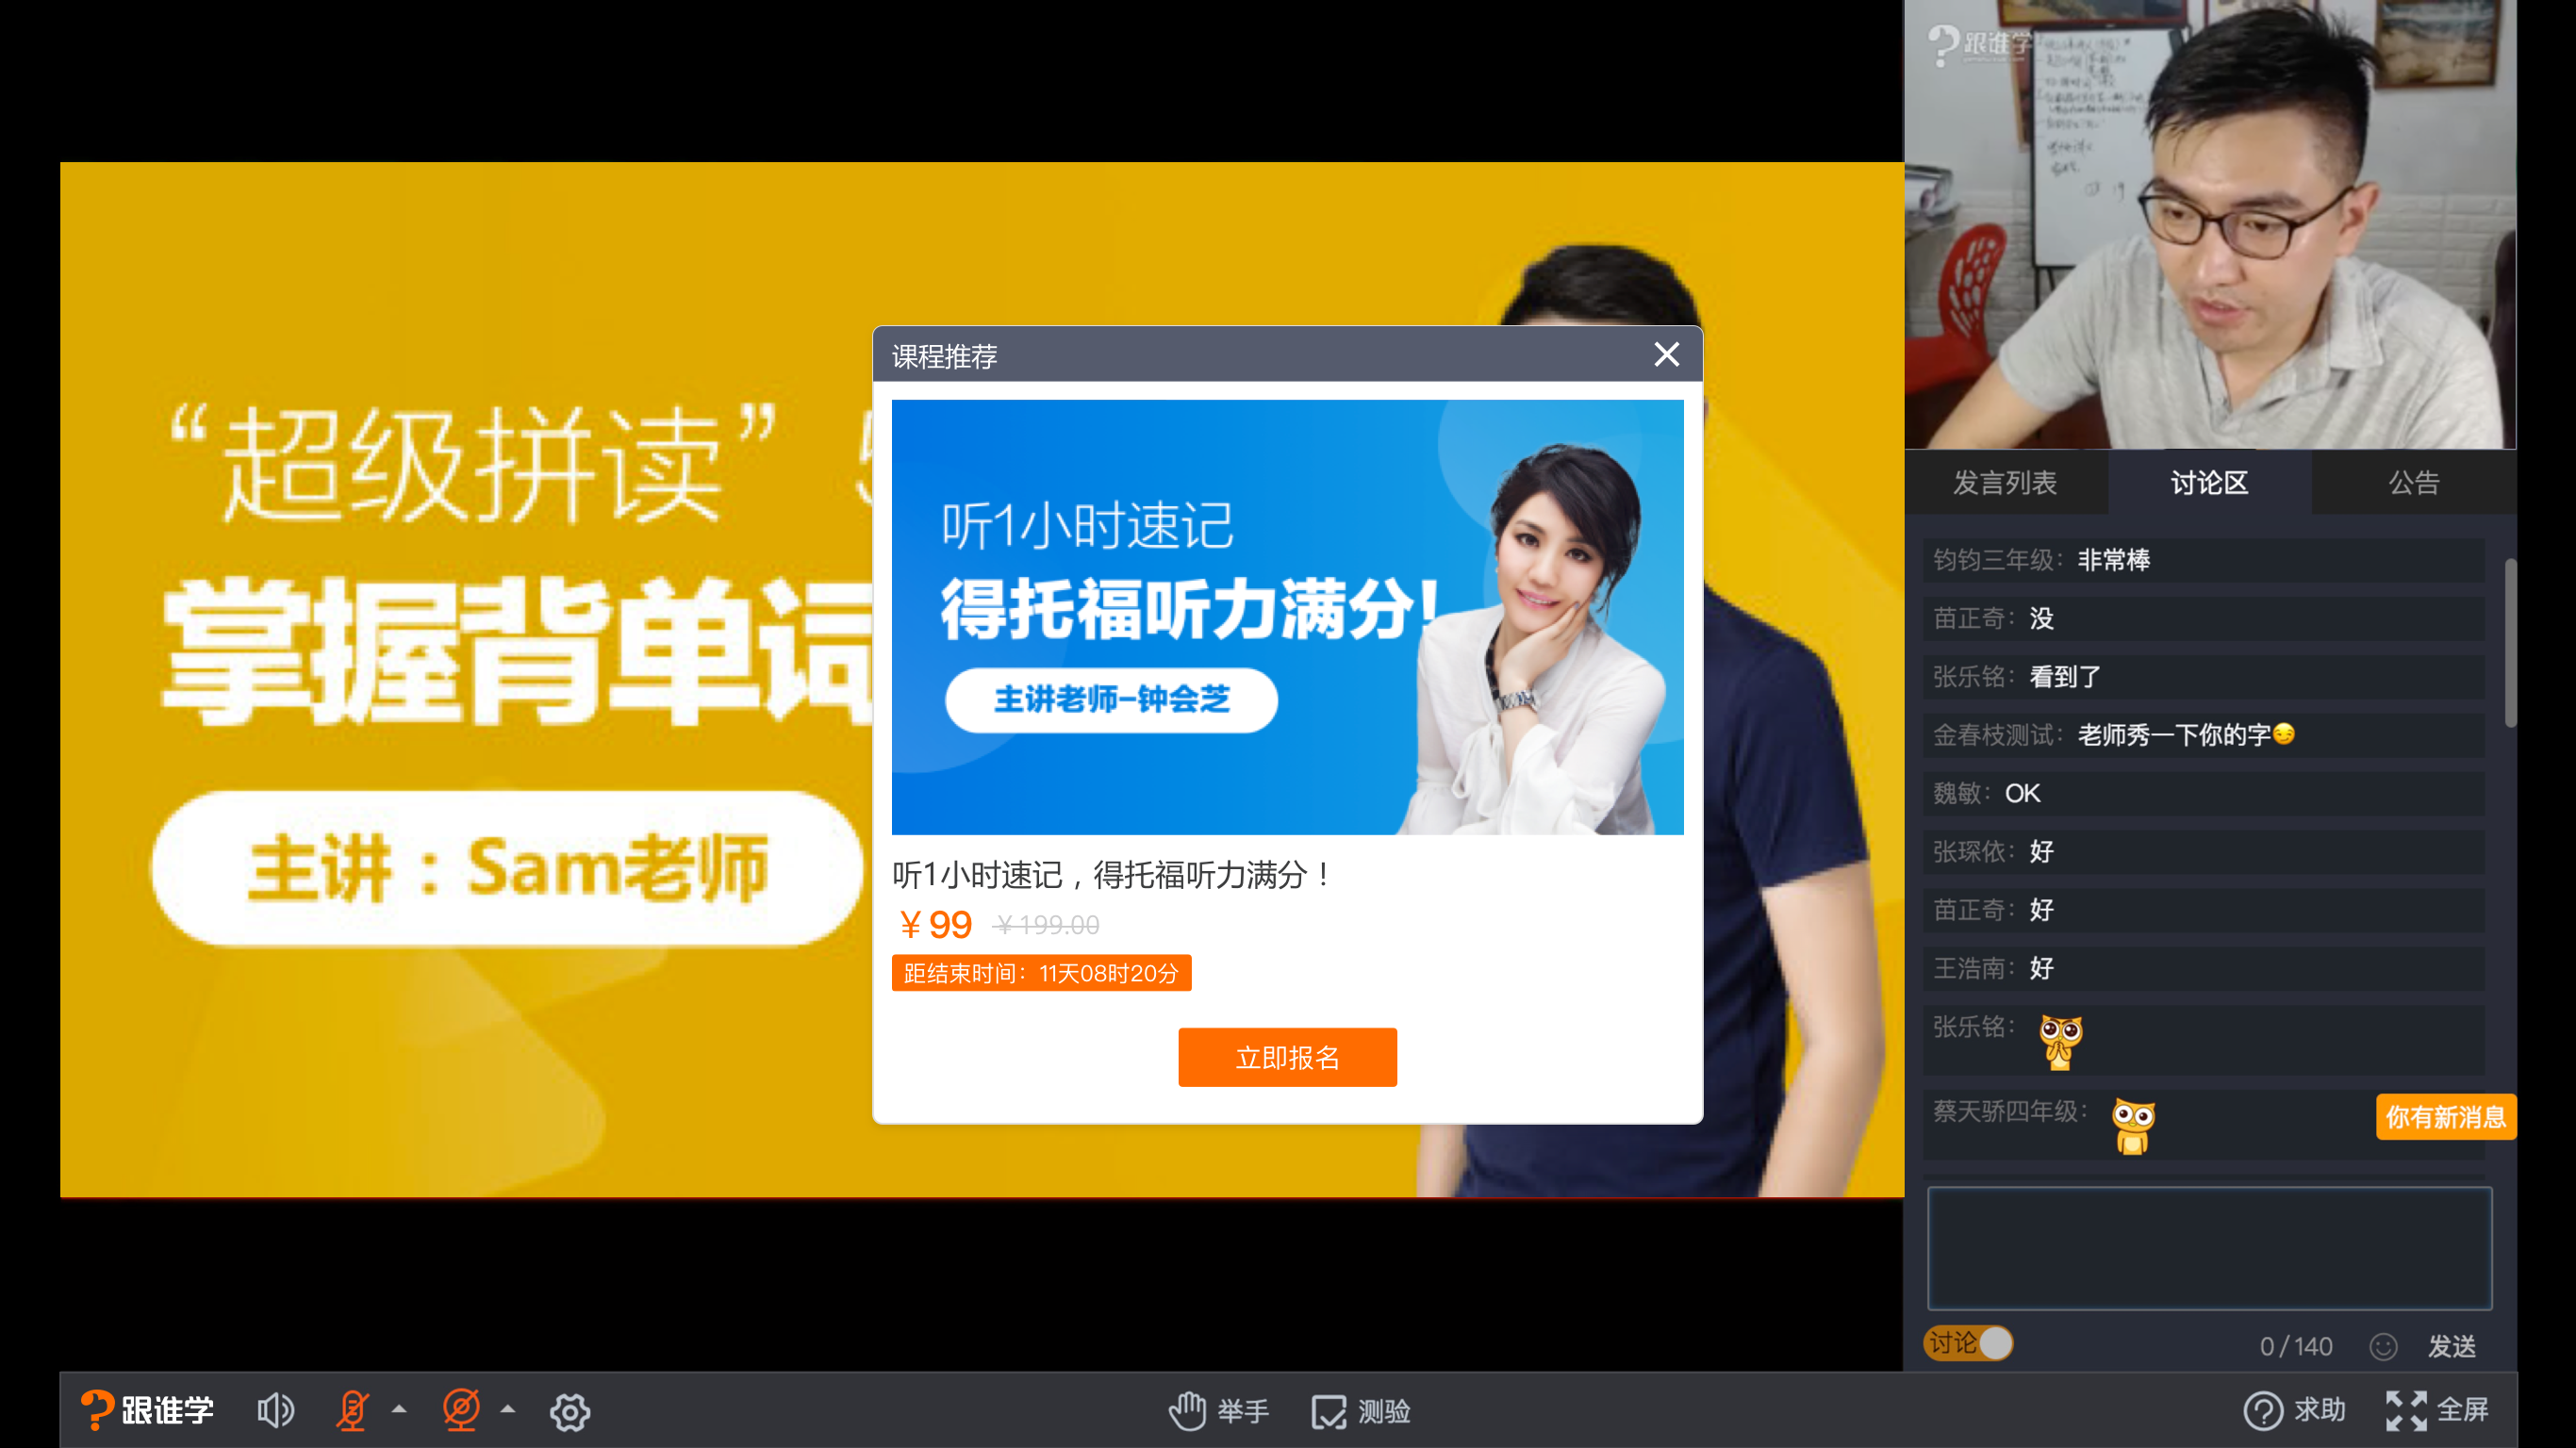 “超级拼读”
掌握背单词
主讲：Sam老师
课程推荐
听1小时速记
得托福听力满分!
主讲老师-钟会芝
听1小时速记，得托福听力满分！
￥99 ￥199.00
距结束时间：11天08时20分
立即报名
跟谁学
发言列表 讨论区 公告
钧钧三年级：非常棒
苗正奇：没
张乐铭：看到了
金春枝测试：老师秀一下你的字😏
魏敏：OK
张琛依：好
苗正奇：好
王浩南：好
张乐铭：
蔡天骄四年级：
你有新消息
讨论 0/140 发送
跟谁学 举手 测验 求助 全屏